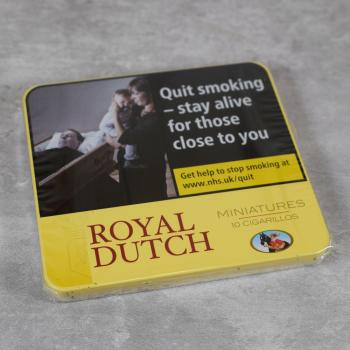 Quit smoking
– stay alive
for those
close to you
Get help to stop smoking at
www.nhs.uk/quit
ROYAL
DUTCH
MINIATURES
10 CIGARILLOS